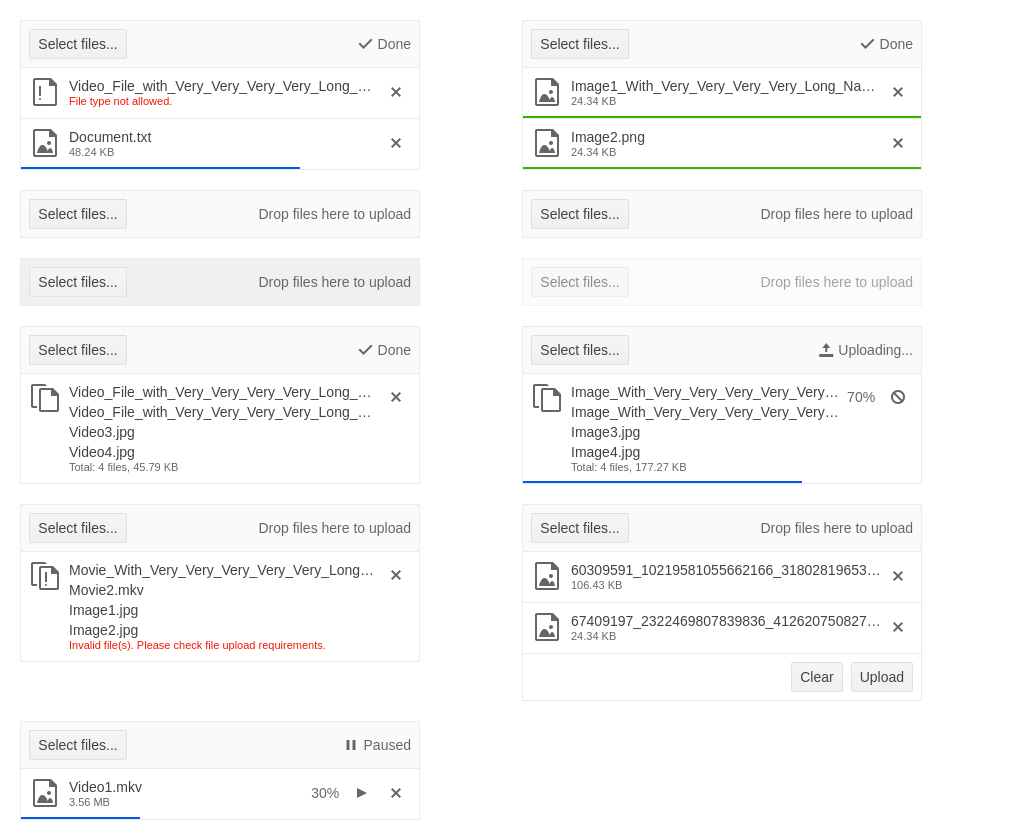 Select files...
Done
Video_File_with_Very_Very_Very_Very_Long_...
File type not allowed.
Document.txt
48.24 KB
Select files...
Done
Image1_With_Very_Very_Very_Very_Long_Na...
24.34 KB
Image2.png
24.34 KB
Select files...
Drop files here to upload
Select files...
Drop files here to upload
Select files...
Drop files here to upload
Select files...
Drop files here to upload
Select files...
Done
Video_File_with_Very_Very_Very_Very_Long_...
Video_File_with_Very_Very_Very_Very_Long_...
Video3.jpg
Video4.jpg
Total: 4 files, 45.79 KB
Select files...
Uploading...
Image_With_Very_Very_Very_Very_Very...
70%
Image_With_Very_Very_Very_Very_Very...
Image3.jpg
Image4.jpg
Total: 4 files, 177.27 KB
Select files...
Drop files here to upload
Movie_With_Very_Very_Very_Very_Very_Long...
Movie2.mkv
Image1.jpg
Image2.jpg
Invalid file(s). Please check file upload requirements.
Select files...
Drop files here to upload
60309591_10219581055662166_31802819653...
106.43 KB
67409197_2322469807839836_412620750827...
24.34 KB
Clear
Upload
Select files...
Paused
Video1.mkv
30%
3.56 MB